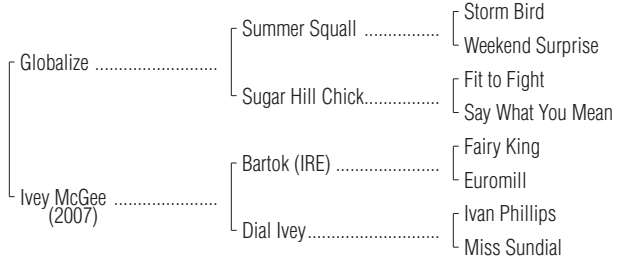 Storm Bird
Summer Squall ................
Weekend Surprise
Globalize ..........................
Fit to Fight
Sugar Hill Chick................
Say What You Mean
Fairy King
Bartok (IRE) ......................
Euromill
Ivey McGee ......................
(2007)
Ivan Phillips
Dial Ivey............................
Miss Sundial